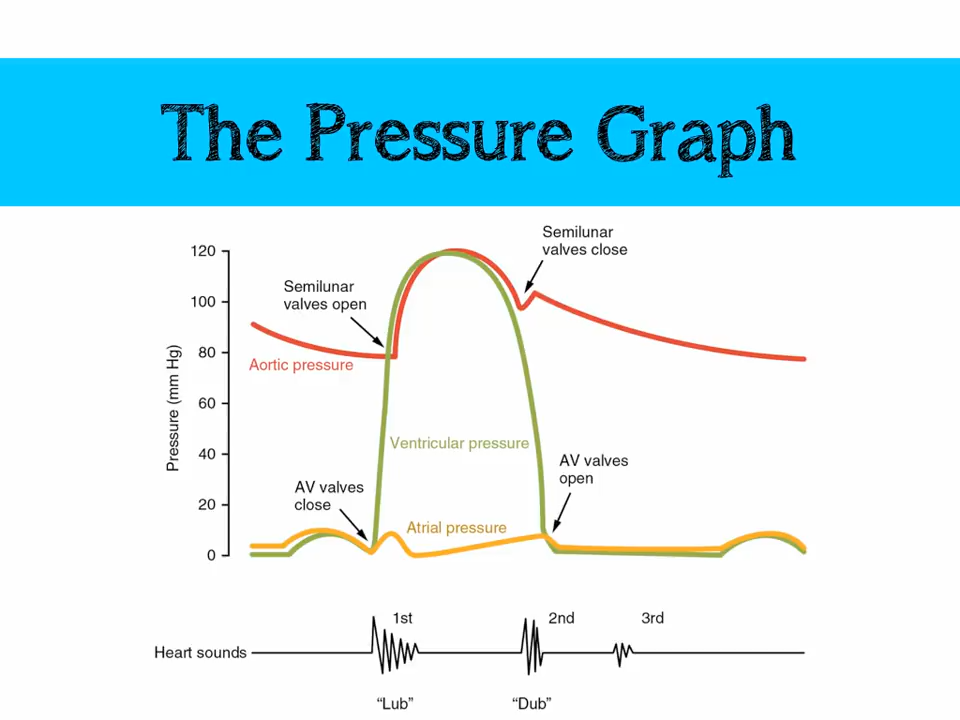 The Pressure Graph
Semilunar
valves close
120
Semilunar
valves open
100
80
Aortic pressure
Pressure (mm Hg)
60
Ventricular pressure
40
AV valves
open
AV valves
close
20
Atrial pressure
0
1st
2nd
3rd
Heart sounds
“Lub”
“Dub”